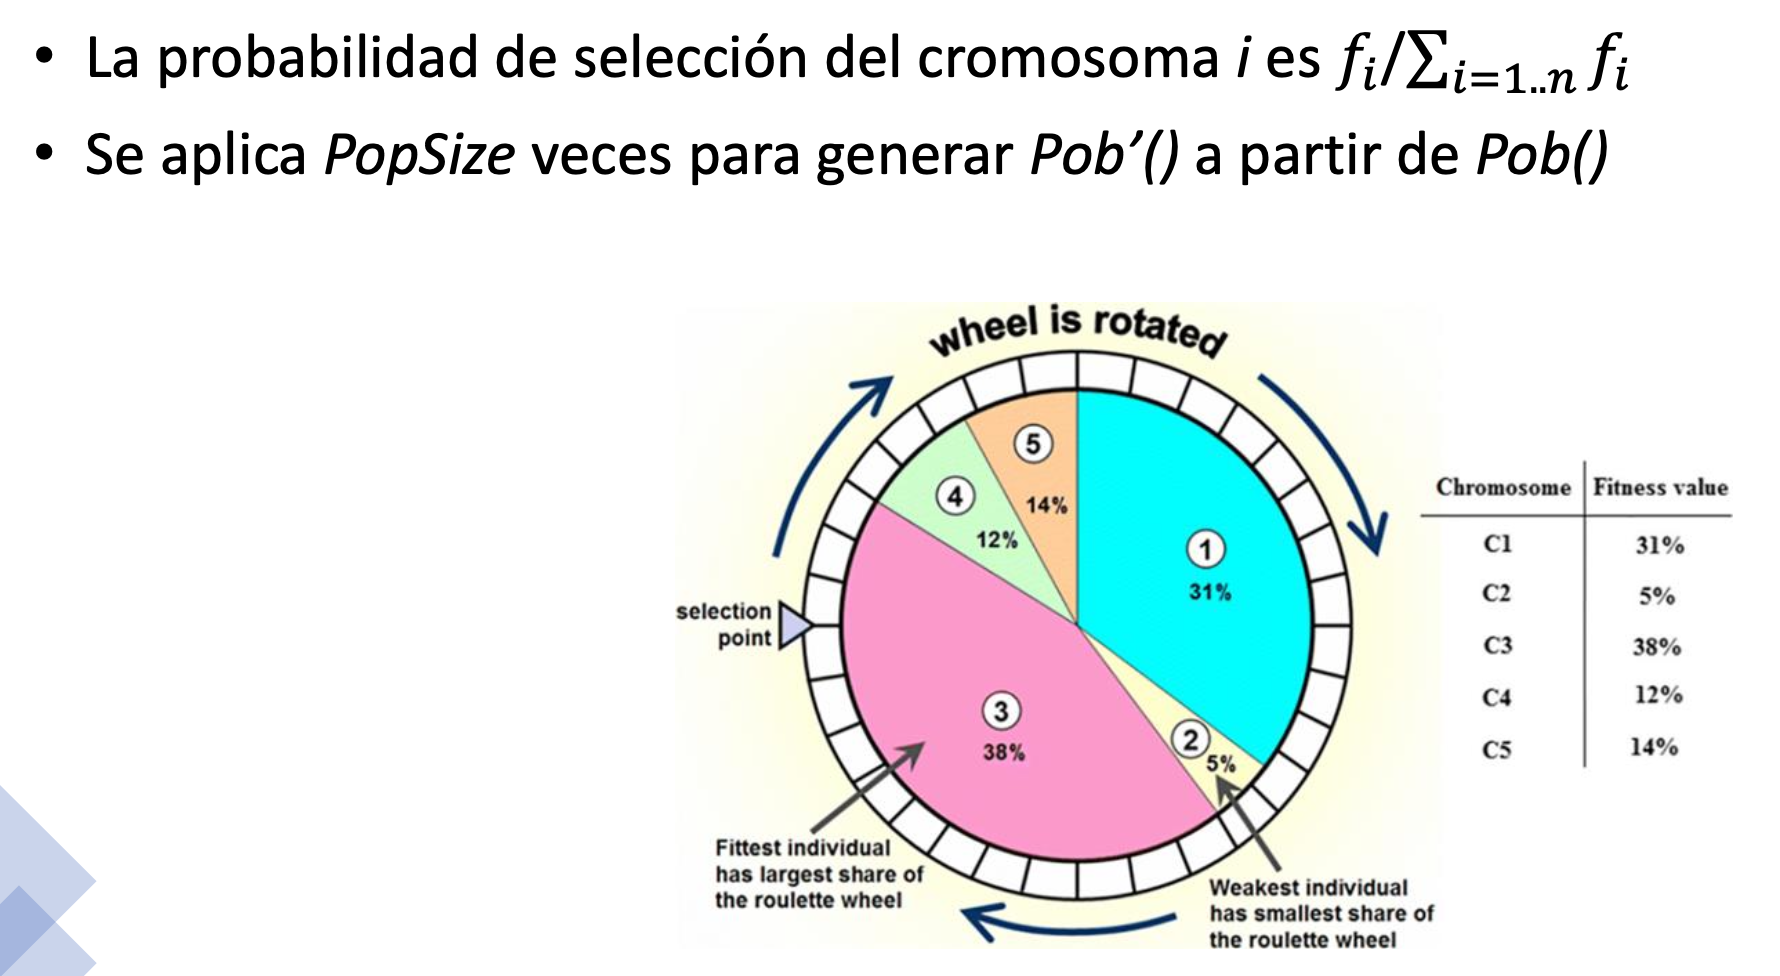 • La probabilidad de selección del cromosoma i es fᵢ/∑ᵢ₌₁..ₙ fᵢ
• Se aplica PopSize veces para generar Pob’() a partir de Pob()
wheel is rotated
5
14%
4
12%
1
31%
selection
point
3
38%
2
5%
Fittest individual
has largest share of
the roulette wheel
Weakest individual
has smallest share of
the roulette wheel
Chromosome Fitness value
C1 31%
C2 5%
C3 38%
C4 12%
C5 14%